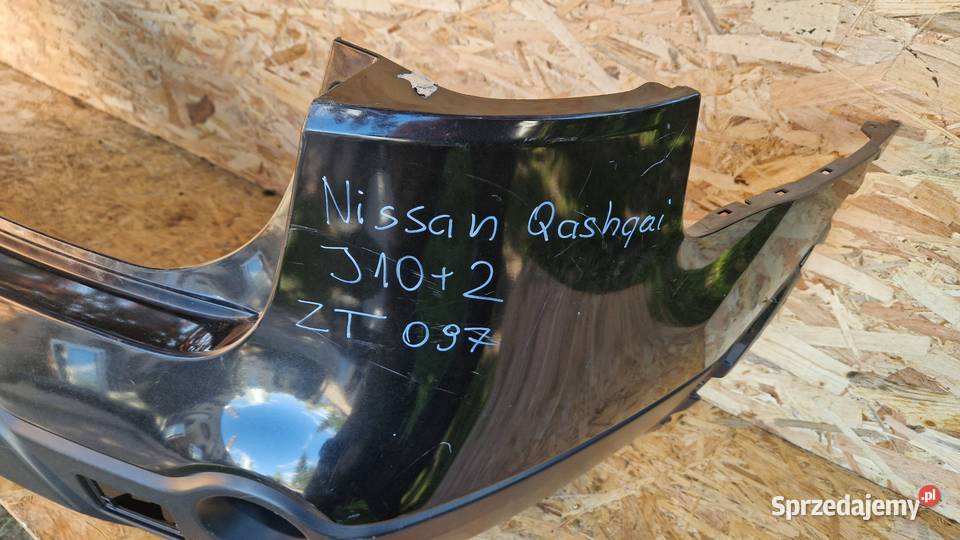 Nissan Qashqai
J10+2
ZT 097
Sprzedajemy.pl